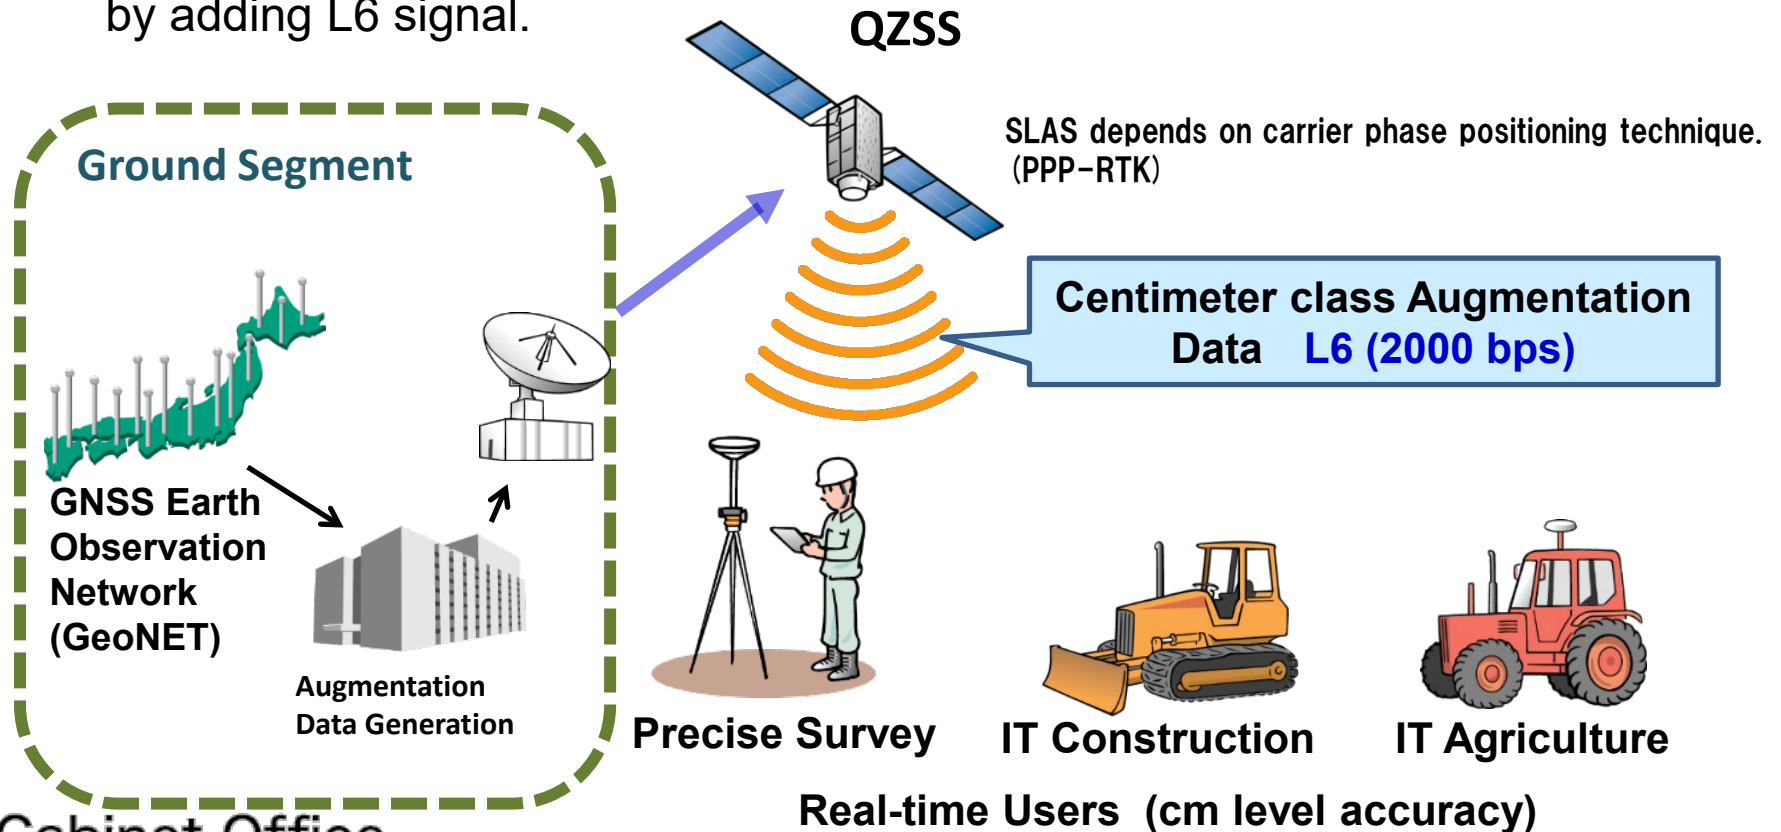 by adding L6 signal.
QZSS
SLAS depends on carrier phase positioning technique.
(PPP-RTK)
Ground Segment
Centimeter class Augmentation
Data L6 (2000 bps)
GNSS Earth
Observation
Network
(GeoNET)
Augmentation
Data Generation
Precise Survey
IT Construction
IT Agriculture
Real-time Users (cm level accuracy)
Cabinet Office